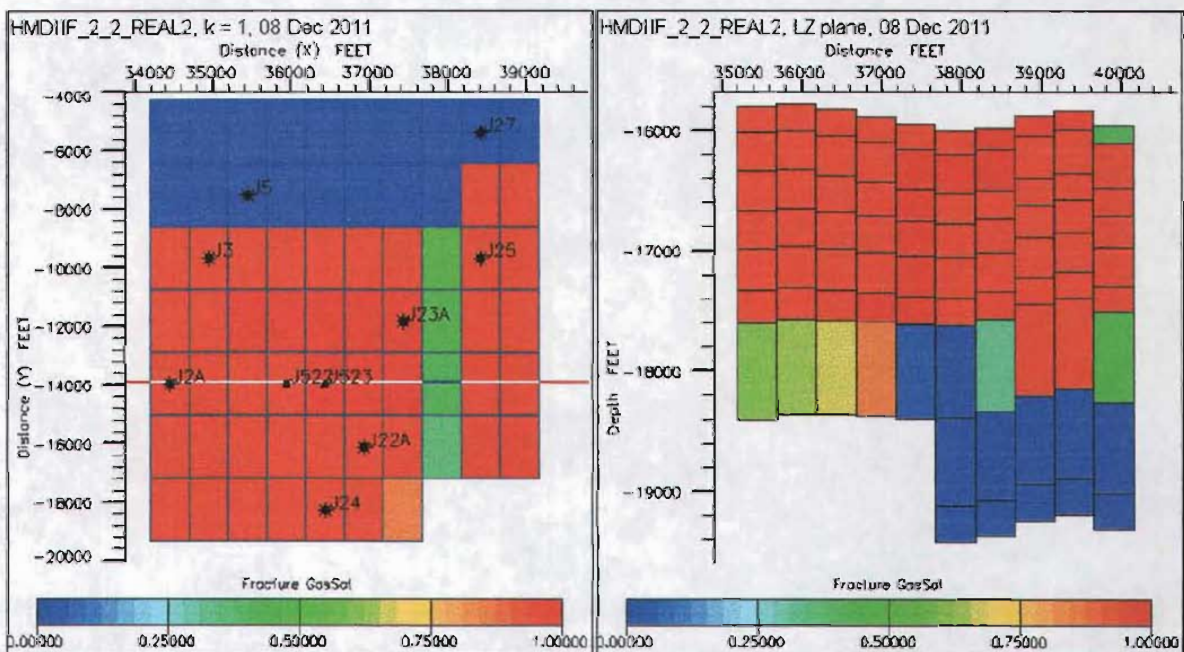 HMDIIF_2_2_REAL2, k = 1, 08 Dec 2011
Distance (X) FEET
34000 35000 36000 37000 38000 39000
-4000
-6000
-8000
-10000
-12000
-14000
-16000
-18000
-20000
Distance (Y) FEET
J27
J5
J3
J25
J23A
J2A
J522
J523
J22A
J24
Fracture GasSat
0.00000 0.25000 0.50000 0.75000 1.00000
HMDIIF_2_2_REAL2, LZ plane, 08 Dec 2011
Distance FEET
35000 36000 37000 38000 39000 40000
-16000
-17000
-18000
-19000
Depth FEET
Fracture GasSat
0.00000 0.25000 0.50000 0.75000 1.00000